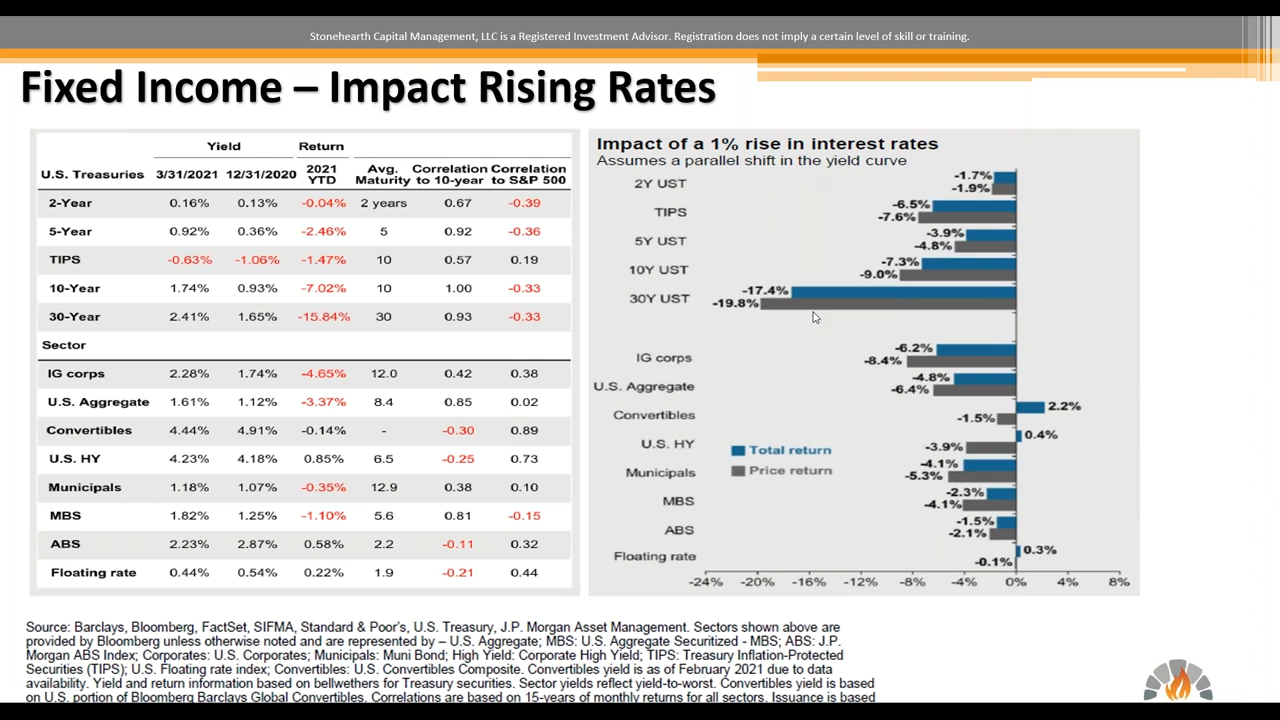 Stonehearth Capital Management, LLC is a Registered Investment Advisor. Registration does not imply a certain level of skill or training.
Fixed Income – Impact Rising Rates
Yield Return
U.S. Treasuries 3/31/2021 12/31/2020 2021 YTD Avg. Maturity Correlation to 10-year Correlation to S&P 500
2-Year 0.16% 0.13% -0.04% 2 years 0.67 -0.39
5-Year 0.92% 0.36% -2.46% 5 0.92 -0.36
TIPS -0.63% -1.06% -1.47% 10 0.57 0.19
10-Year 1.74% 0.93% -7.02% 10 1.00 -0.33
30-Year 2.41% 1.65% -15.84% 30 0.93 -0.33
Sector
IG corps 2.28% 1.74% -4.65% 12.0 0.42 0.38
U.S. Aggregate 1.61% 1.12% -3.37% 8.4 0.85 0.02
Convertibles 4.44% 4.91% -0.14% - -0.30 0.89
U.S. HY 4.23% 4.18% 0.85% 6.5 -0.25 0.73
Municipals 1.18% 1.07% -0.35% 12.9 0.38 0.10
MBS 1.82% 1.25% -1.10% 5.6 0.81 -0.15
ABS 2.23% 2.87% 0.58% 2.2 -0.11 0.32
Floating rate 0.44% 0.54% 0.22% 1.9 -0.21 0.44
Impact of a 1% rise in interest rates
Assumes a parallel shift in the yield curve
2Y UST -1.7% -1.9%
TIPS -6.5% -7.6%
5Y UST -3.9% -4.8%
10Y UST -7.3% -9.0%
30Y UST -17.4% -19.8%
IG corps -6.2% -8.4%
U.S. Aggregate -4.8% -6.4%
Convertibles 2.2% -1.5%
U.S. HY 0.4% -3.9%
Total return
Price return
Municipals -4.1% -5.3%
MBS -2.3% -4.1%
ABS -1.5% -2.1%
Floating rate 0.3% -0.1%
-24% -20% -16% -12% -8% -4% 0% 4% 8%
Source: Barclays, Bloomberg, FactSet, SIFMA, Standard & Poor's, U.S. Treasury, J.P. Morgan Asset Management. Sectors shown above are
provided by Bloomberg unless otherwise noted and are represented by – U.S. Aggregate; MBS: U.S. Aggregate Securitized - MBS; ABS: J.P.
Morgan ABS Index; Corporates: U.S. Corporates; Municipals: Muni Bond; High Yield: Corporate High Yield; TIPS: Treasury Inflation-Protected
Securities (TIPS); U.S. Floating rate index; Convertibles: U.S. Convertibles Composite. Convertibles yield is as of February 2021 due to data
availability. Yield and return information based on bellwethers for Treasury securities. Sector yields reflect yield-to-worst. Convertibles yield is based
on U.S. portion of Bloomberg Barclays Global Convertibles. Correlations are based on 15-years of monthly returns for all sectors. Issuance is based